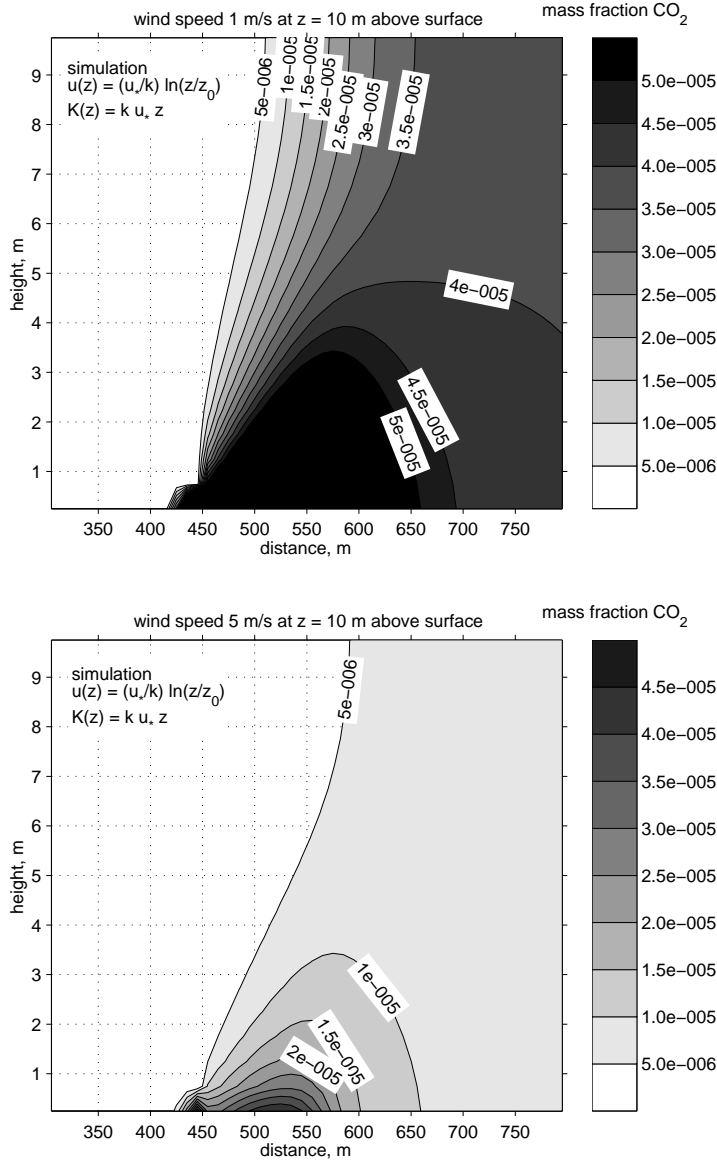 wind speed 1 m/s at z = 10 m above surface
mass fraction CO2
simulation
u(z) = (u*/k) ln(z/z0)
K(z) = k u* z
5e−006
1e−005
1.5e−005
2e−005
2.5e−005
3e−005
3.5e−005
4e−005
4.5e−005
5e−005
height, m
9
8
7
6
5
4
3
2
1
350 400 450 500 550 600 650 700 750
distance, m
5.0e−005
4.5e−005
4.0e−005
3.5e−005
3.0e−005
2.5e−005
2.0e−005
1.5e−005
1.0e−005
5.0e−006
wind speed 5 m/s at z = 10 m above surface
mass fraction CO2
simulation
u(z) = (u*/k) ln(z/z0)
K(z) = k u* z
5e−006
1e−005
1.5e−005
2e−005
height, m
9
8
7
6
5
4
3
2
1
350 400 450 500 550 600 650 700 750
distance, m
4.5e−005
4.0e−005
3.5e−005
3.0e−005
2.5e−005
2.0e−005
1.5e−005
1.0e−005
5.0e−006